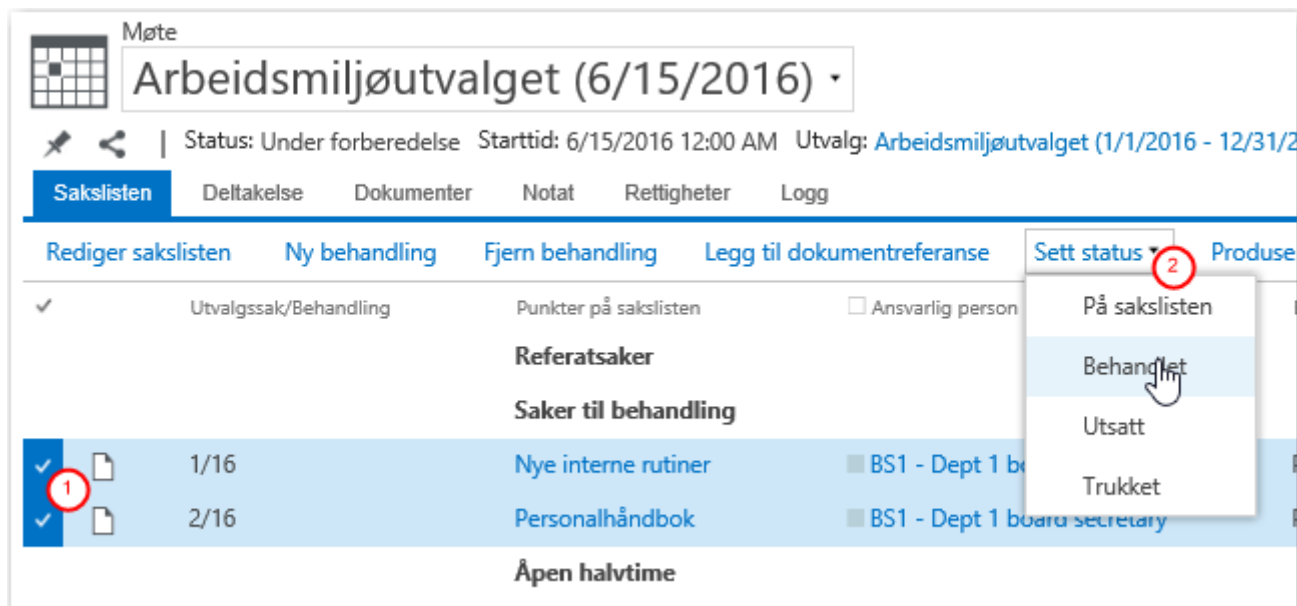 Møte
Arbeidsmiljøutvalget (6/15/2016)
Status: Under forberedelse Starttid: 6/15/2016 12:00 AM Utvalg: Arbeidsmiljøutvalget (1/1/2016 - 12/31/2
Sakslisten Deltakelse Dokumenter Notat Rettigheter Logg
Rediger sakslisten Ny behandling Fjern behandling Legg til dokumentreferanse Sett status 2 Produse
Utvalgssak/Behandling Punkter på sakslisten Ansvarlig person På sakslisten
Referatsaker
Behandlet
Saker til behandling
Utsatt
1/16 Nye interne rutiner BS1 - Dept 1 bo
1
Trukket
2/16 Personalhåndbok BS1 - Dept 1 board secretary
Åpen halvtime